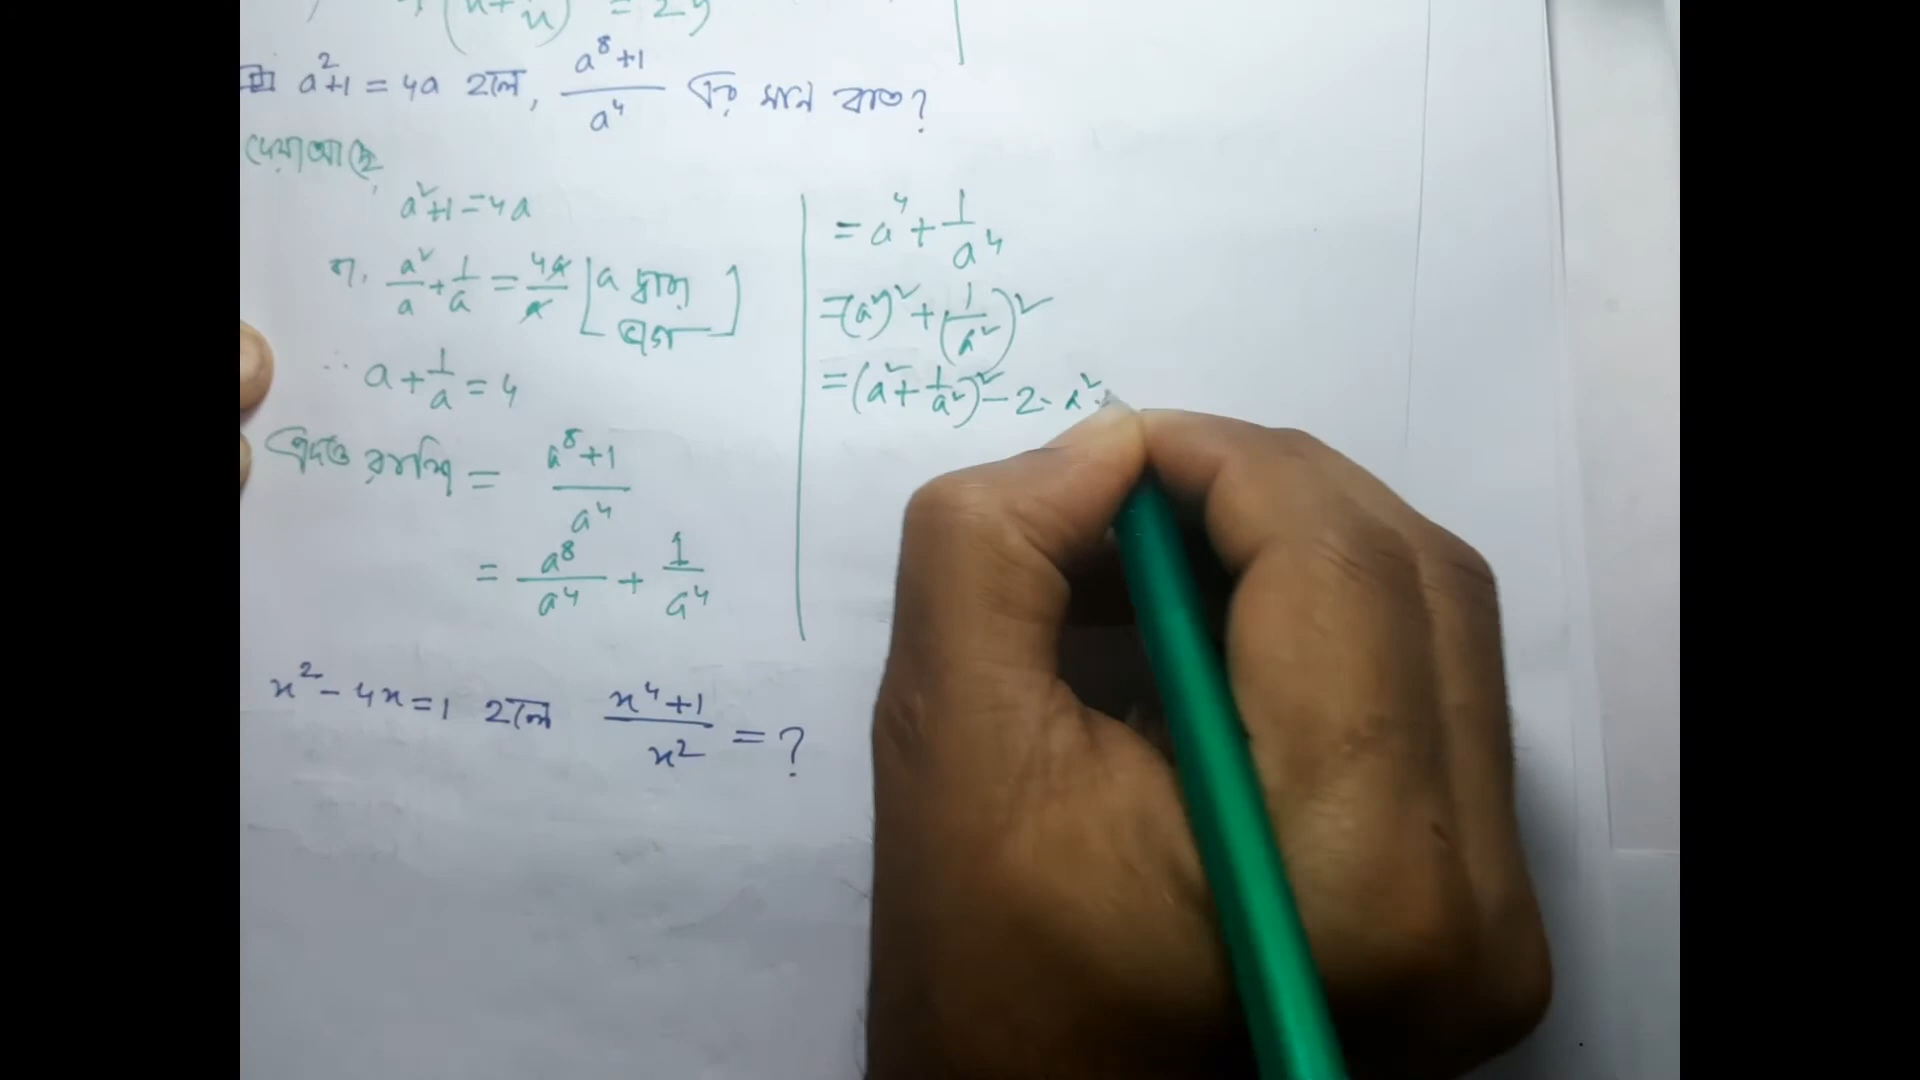 a²+1 = 4a হলে, (a⁸+1)/a⁴ এর মান কত?
দেয়া আছে,
a²+1 = 4a
বা, a²/a + 1/a = 4a/a [a দ্বারা ভাগ]
∴ a + 1/a = 4
প্রদত্ত রাশি = (a⁸+1)/a⁴
= a⁸/a⁴ + 1/a⁴
= a⁴ + 1/a⁴
= (a²)² + (1/a²)²
= (a² + 1/a²)² - 2· a²·
x² - 4x = 1 হলে (x⁴+1)/x² = ?